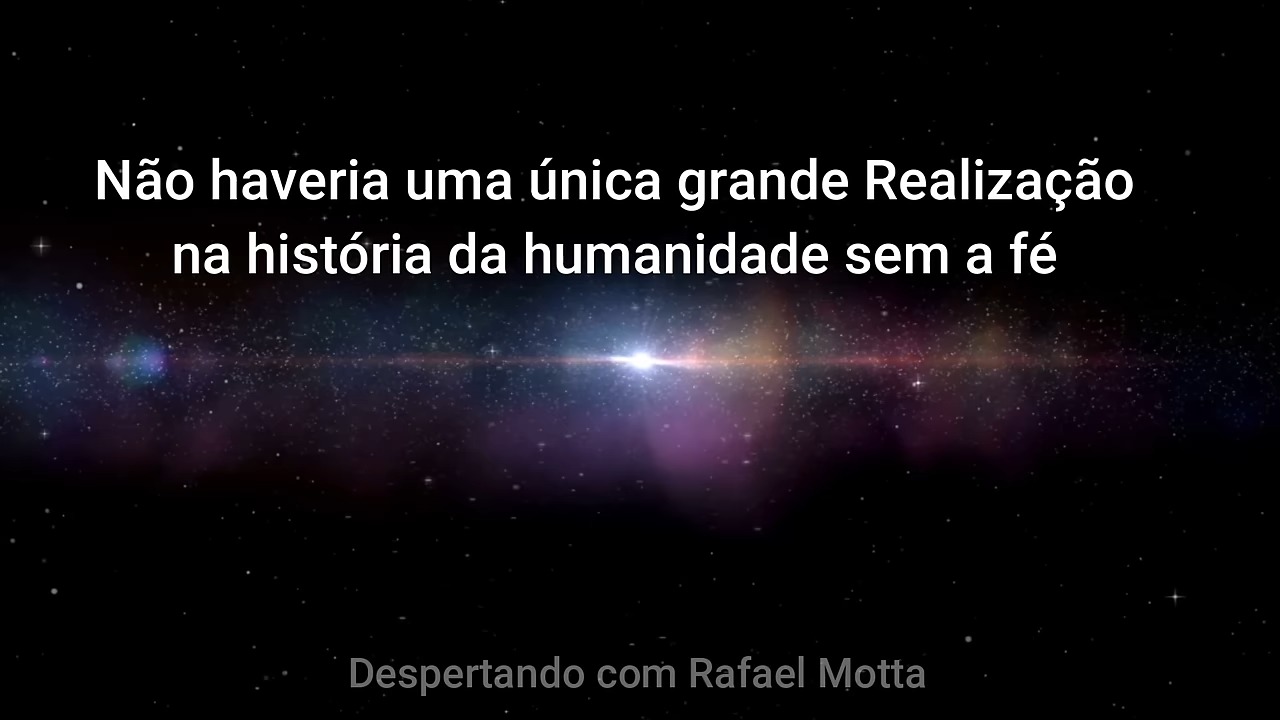 Não haveria uma única grande Realização
na história da humanidade sem a fé
Despertando com Rafael Motta